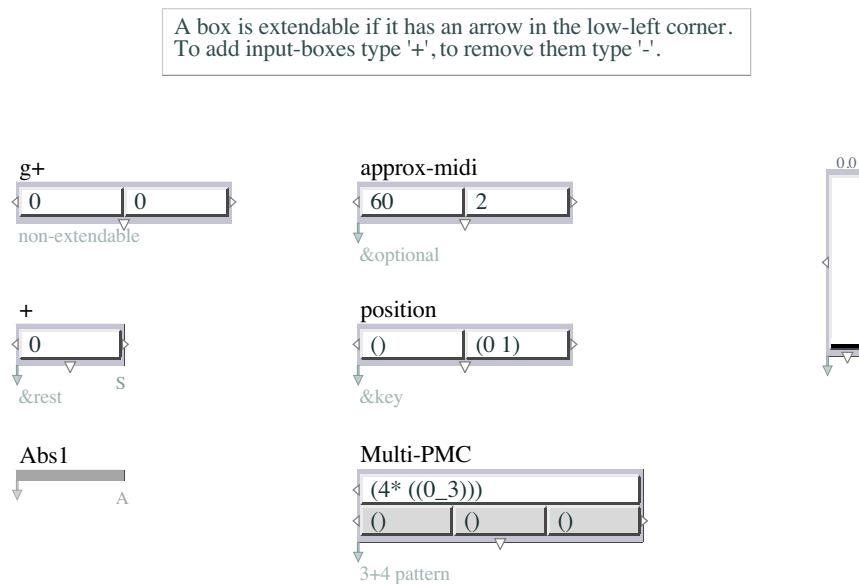 A box is extendable if it has an arrow in the low-left corner.
To add input-boxes type '+', to remove them type '-'.
g+
0 0
non-extendable
approx-midi
60 2
&optional
0.0
+
0
&rest S
position
() (0 1)
&key
Abs1
A
Multi-PMC
(4* ((0_3)))
() () ()
3+4 pattern